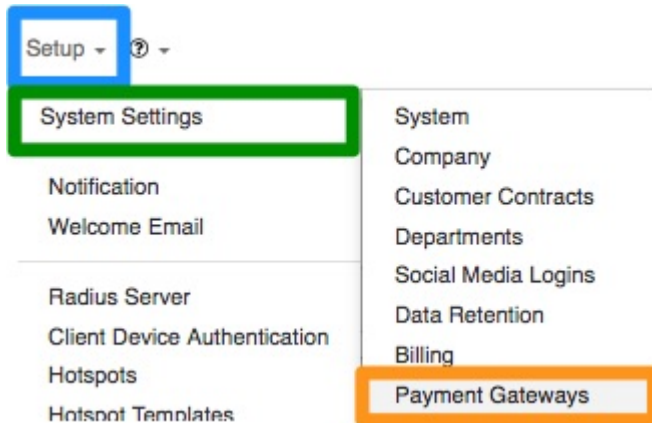 Setup
System Settings
Notification
Welcome Email
Radius Server
Client Device Authentication
Hotspots
Hotspot Templates
System
Company
Customer Contracts
Departments
Social Media Logins
Data Retention
Billing
Payment Gateways